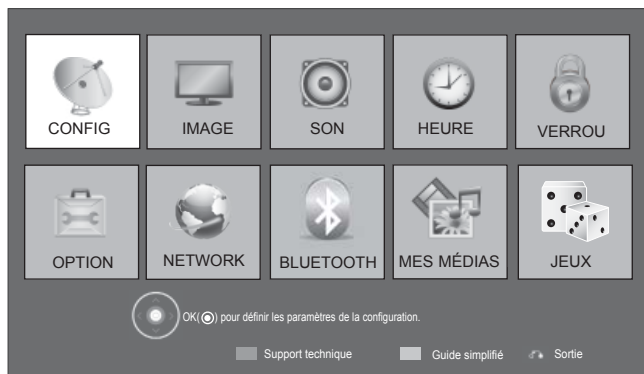 CONFIG IMAGE SON HEURE VERROU
OPTION NETWORK BLUETOOTH MES MÉDIAS JEUX
OK( ) pour définir les paramètres de la configuration.
Support technique Guide simplifié Sortie